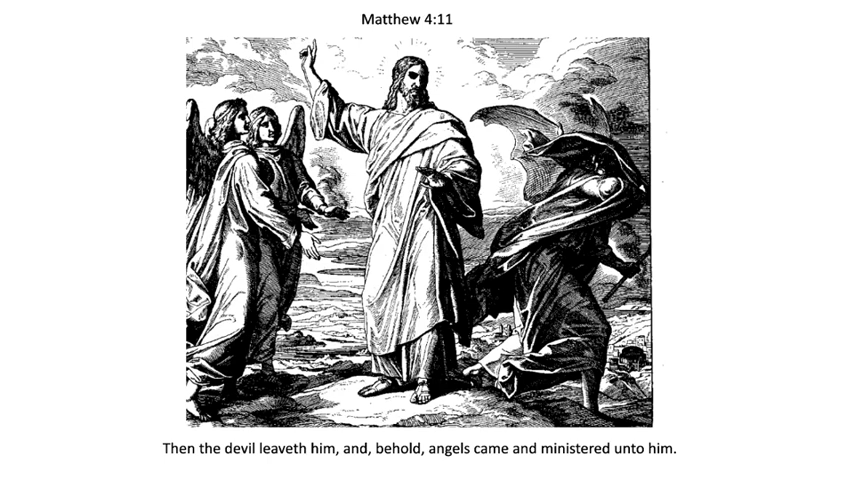 Matthew 4:11
Then the devil leaveth him, and, behold, angels came and ministered unto him.